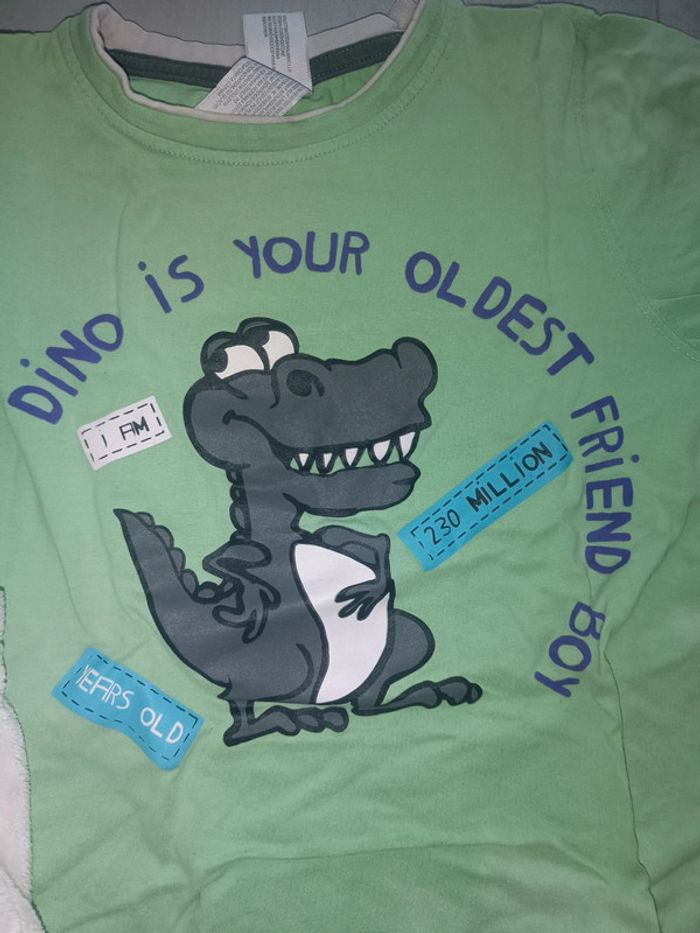 DiNO iS YOUR OLDEST FRiEND BOY
I AM
230 MILLION
YEARS OLD